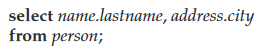 select name.lastname, address.city
from person;